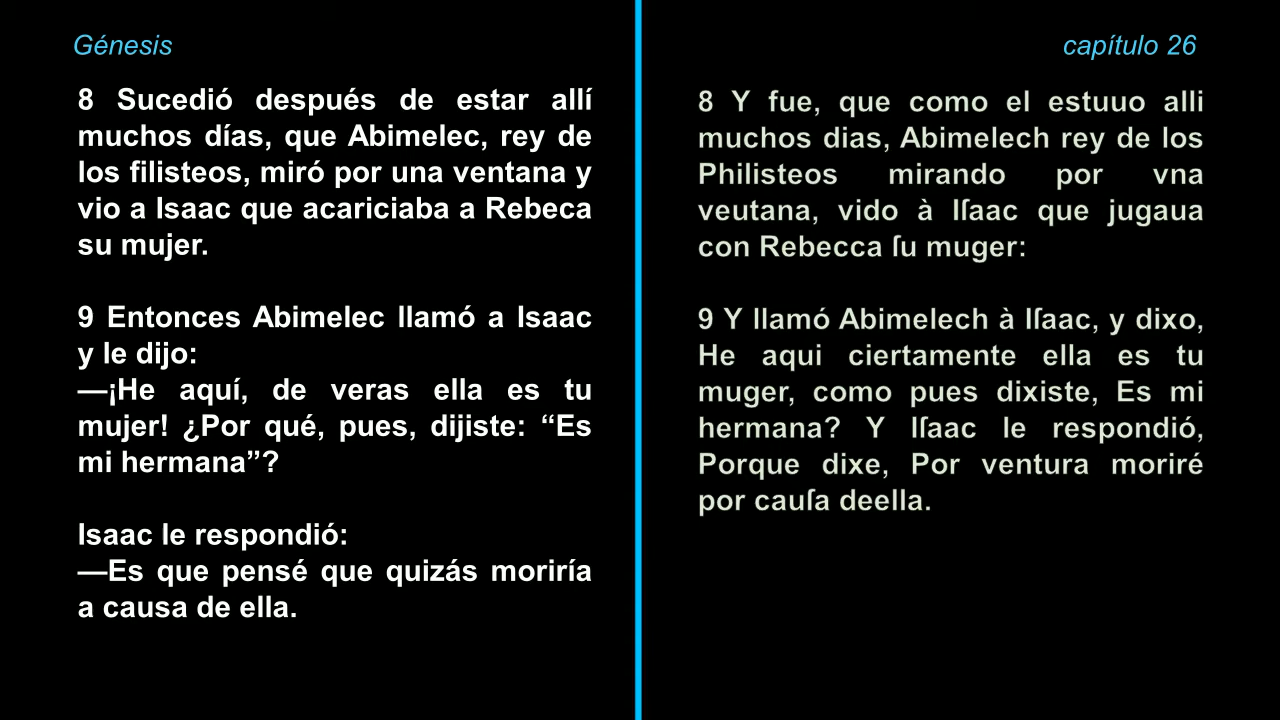 Génesis
capítulo 26
8 Sucedió después de estar allí
muchos días, que Abimelec, rey de
los filisteos, miró por una ventana y
vio a Isaac que acariciaba a Rebeca
su mujer.
9 Entonces Abimelec llamó a Isaac
y le dijo:
—¡He aquí, de veras ella es tu
mujer! ¿Por qué, pues, dijiste: “Es
mi hermana”?
Isaac le respondió:
—Es que pensé que quizás moriría
a causa de ella.
8 Y fue, que como el estuuo alli
muchos dias, Abimelech rey de los
Philisteos mirando por vna
veutana, vido à Iſaac que jugaua
con Rebecca ſu muger:
9 Y llamó Abimelech à Iſaac, y dixo,
He aqui ciertamente ella es tu
muger, como pues dixiste, Es mi
hermana? Y Iſaac le respondió,
Porque dixe, Por ventura moriré
por cauſa deella.